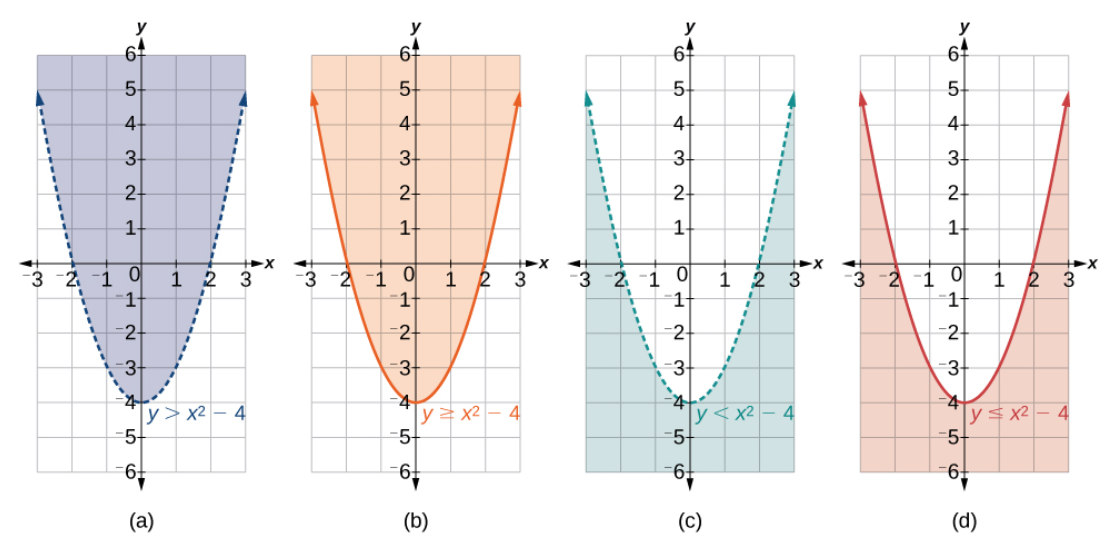 y y y y
6 6 6 6
5 5 5 5
4 4 4 4
3 3 3 3
2 2 2 2
1 1 1 1
x x x x
−3 −2 −1 0 1 2 3 −3 −2 −1 0 1 2 3 −3 −2 −1 0 1 2 3 −3 −2 −1 0 1 2 3
−1 −1 −1 −1
−2 −2 −2 −2
−3 −3 −3 −3
−4 −4 −4 −4
y > x² − 4 y ≥ x² − 4 y < x² − 4 y ≤ x² − 4
−5 −5 −5 −5
−6 −6 −6 −6
(a) (b) (c) (d)